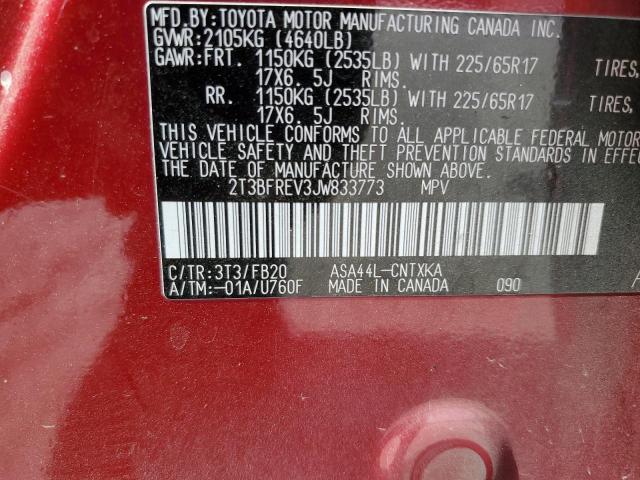 MFD.BY:TOYOTA MOTOR MANUFACTURING CANADA INC.
GVWR:2105KG (4640LB)
GAWR:FRT. 1150KG (2535LB) WITH 225/65R17 TIRES,
17X6. 5J RIMS.
RR. 1150KG (2535LB) WITH 225/65R17 TIRES,
17X6. 5J RIMS.
THIS VEHICLE CONFORMS TO ALL APPLICABLE FEDERAL MOTOR
VEHICLE SAFETY AND THEFT PREVENTION STANDARDS IN EFFE
THE DATE OF MANUFACTURE SHOWN ABOVE.
2T3BFREV3JW833773 MPV
C/TR:3T3/FB20 ASA44L-CNTXKA
A/TM:-01A/U760F MADE IN CANADA 090